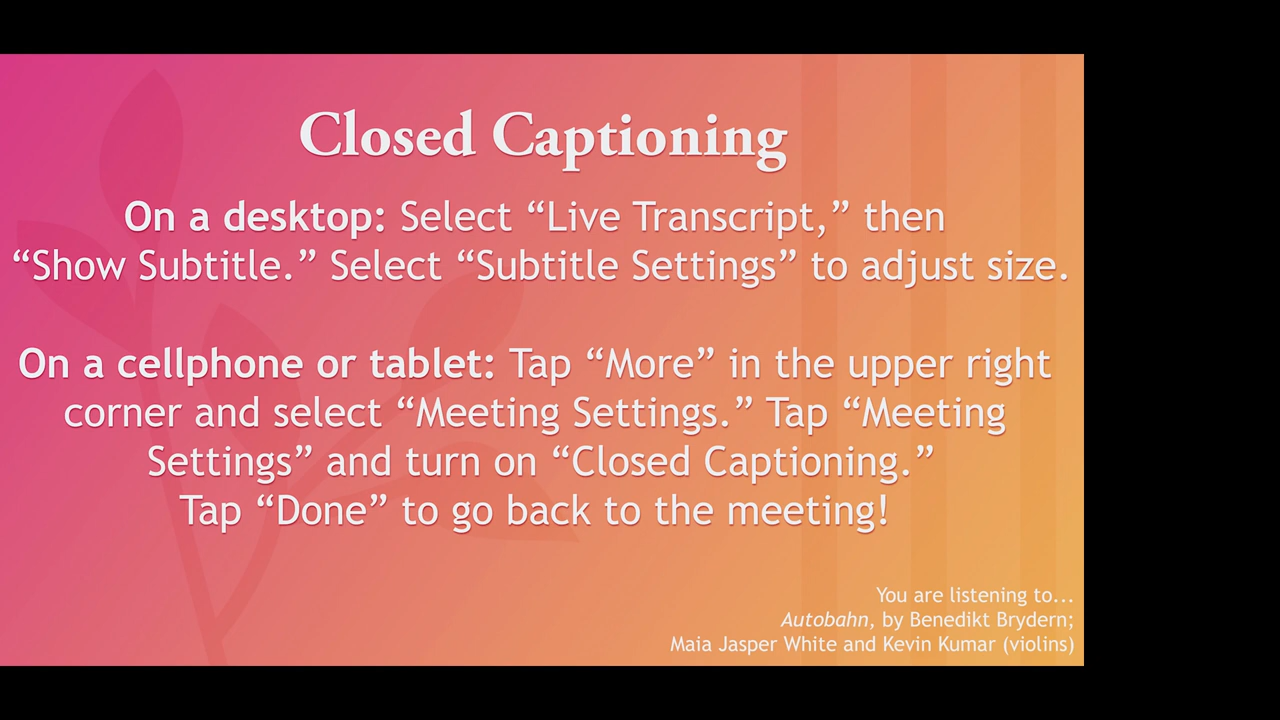 Closed Captioning
On a desktop: Select “Live Transcript,” then
“Show Subtitle.” Select “Subtitle Settings” to adjust size.
On a cellphone or tablet: Tap “More” in the upper right
corner and select “Meeting Settings.” Tap “Meeting
Settings” and turn on “Closed Captioning.”
Tap “Done” to go back to the meeting!
You are listening to...
Autobahn, by Benedikt Brydern;
Maia Jasper White and Kevin Kumar (violins)